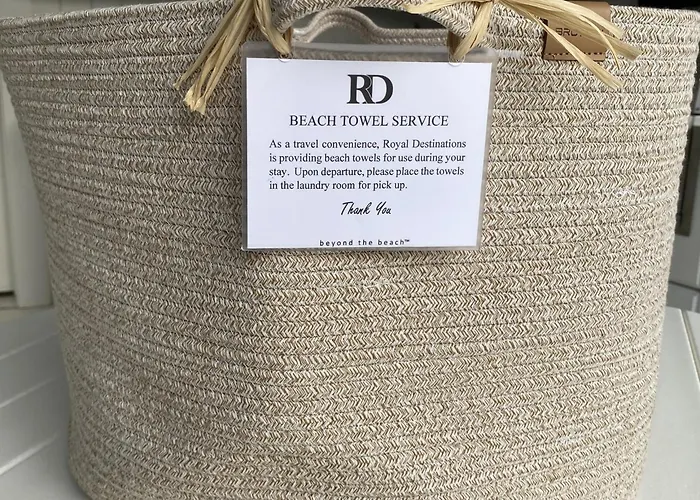 RD
BEACH TOWEL SERVICE
As a travel convenience, Royal Destinations
is providing beach towels for use during your
stay. Upon departure, please place the towels
in the laundry room for pick up.
Thank You
beyond the beach™